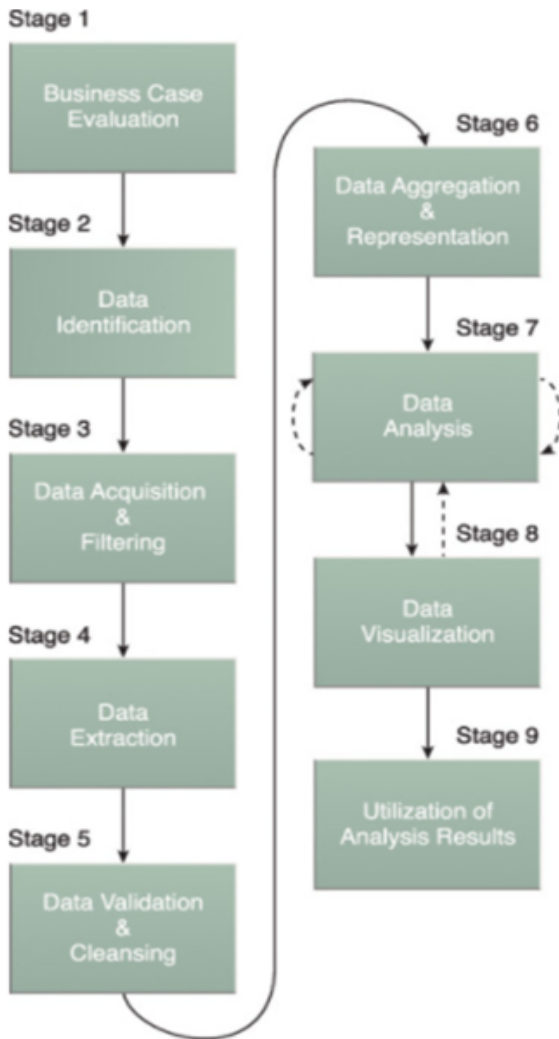 Stage 1
Business Case
Evaluation
Stage 2
Data
Identification
Stage 3
Data Acquisition
&
Filtering
Stage 4
Data
Extraction
Stage 5
Data Validation
&
Cleansing
Stage 6
Data Aggregation
&
Representation
Stage 7
Data
Analysis
Stage 8
Data
Visualization
Stage 9
Utilization of
Analysis Results